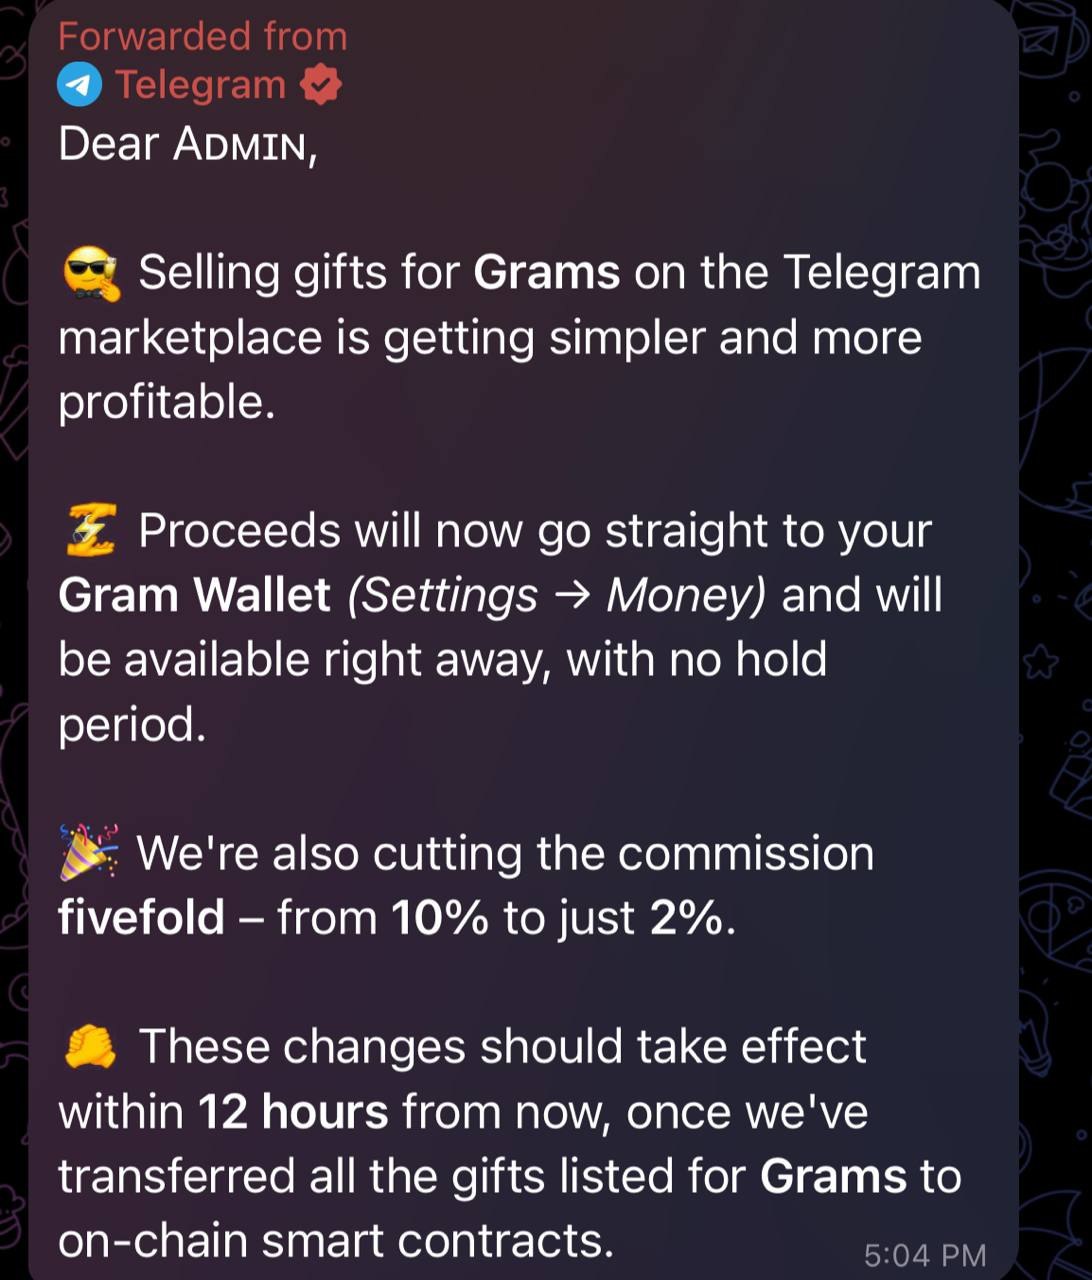 Forwarded from
Telegram
Dear Aᴅᴍɪɴ,
😎 Selling gifts for Grams on the Telegram
marketplace is getting simpler and more
profitable.
Proceeds will now go straight to your
Gram Wallet (Settings → Money) and will
be available right away, with no hold
period.
🎉 We're also cutting the commission
fivefold – from 10% to just 2%.
These changes should take effect
within 12 hours from now, once we've
transferred all the gifts listed for Grams to
on-chain smart contracts.
5:04 PM